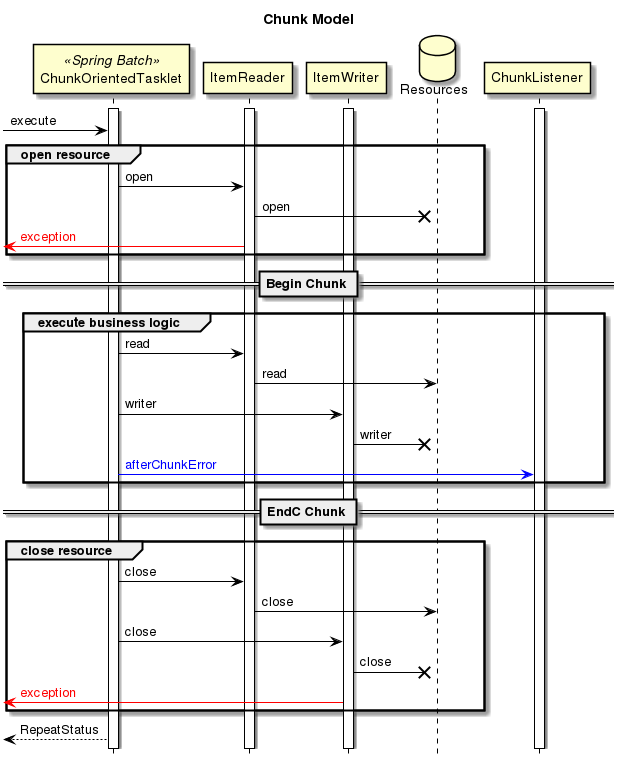 Chunk Model
«Spring Batch»
ChunkOrientedTasklet
ItemReader
ItemWriter
Resources
ChunkListener
execute
open resource
open
open
exception
Begin Chunk
execute business logic
read
read
writer
writer
afterChunkError
EndC Chunk
close resource
close
close
close
close
exception
RepeatStatus